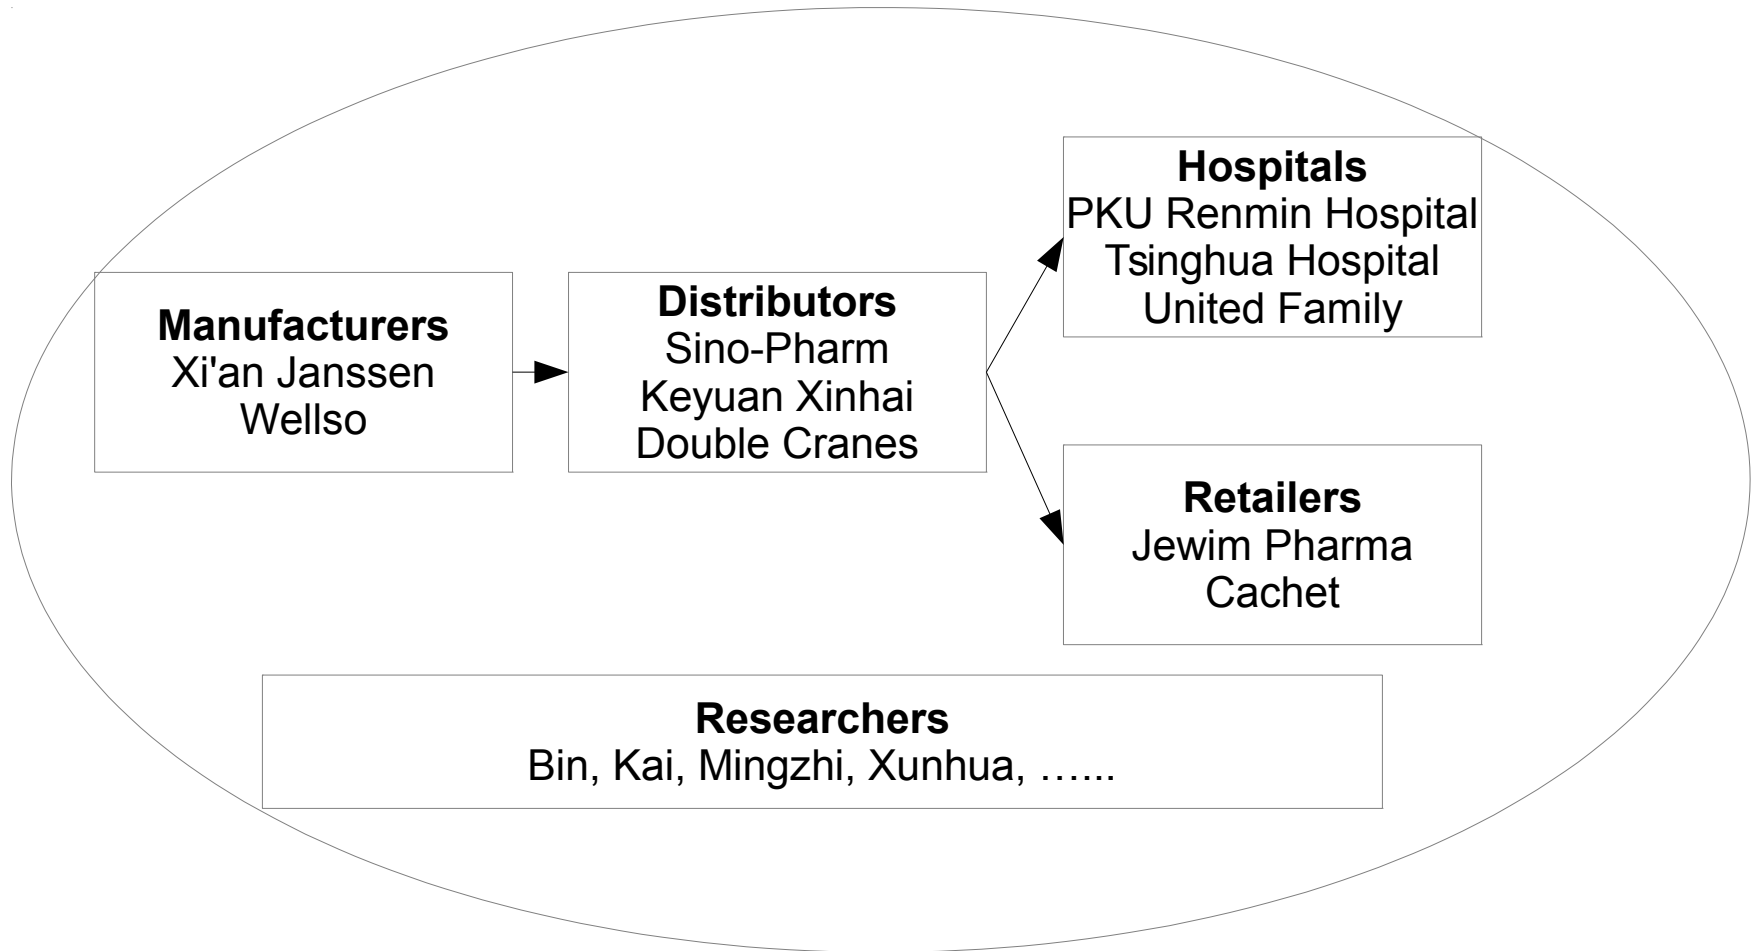 Manufacturers
Xi'an Janssen
Wellso
Distributors
Sino-Pharm
Keyuan Xinhai
Double Cranes
Hospitals
PKU Renmin Hospital
Tsinghua Hospital
United Family
Retailers
Jewim Pharma
Cachet
Researchers
Bin, Kai, Mingzhi, Xunhua, …...